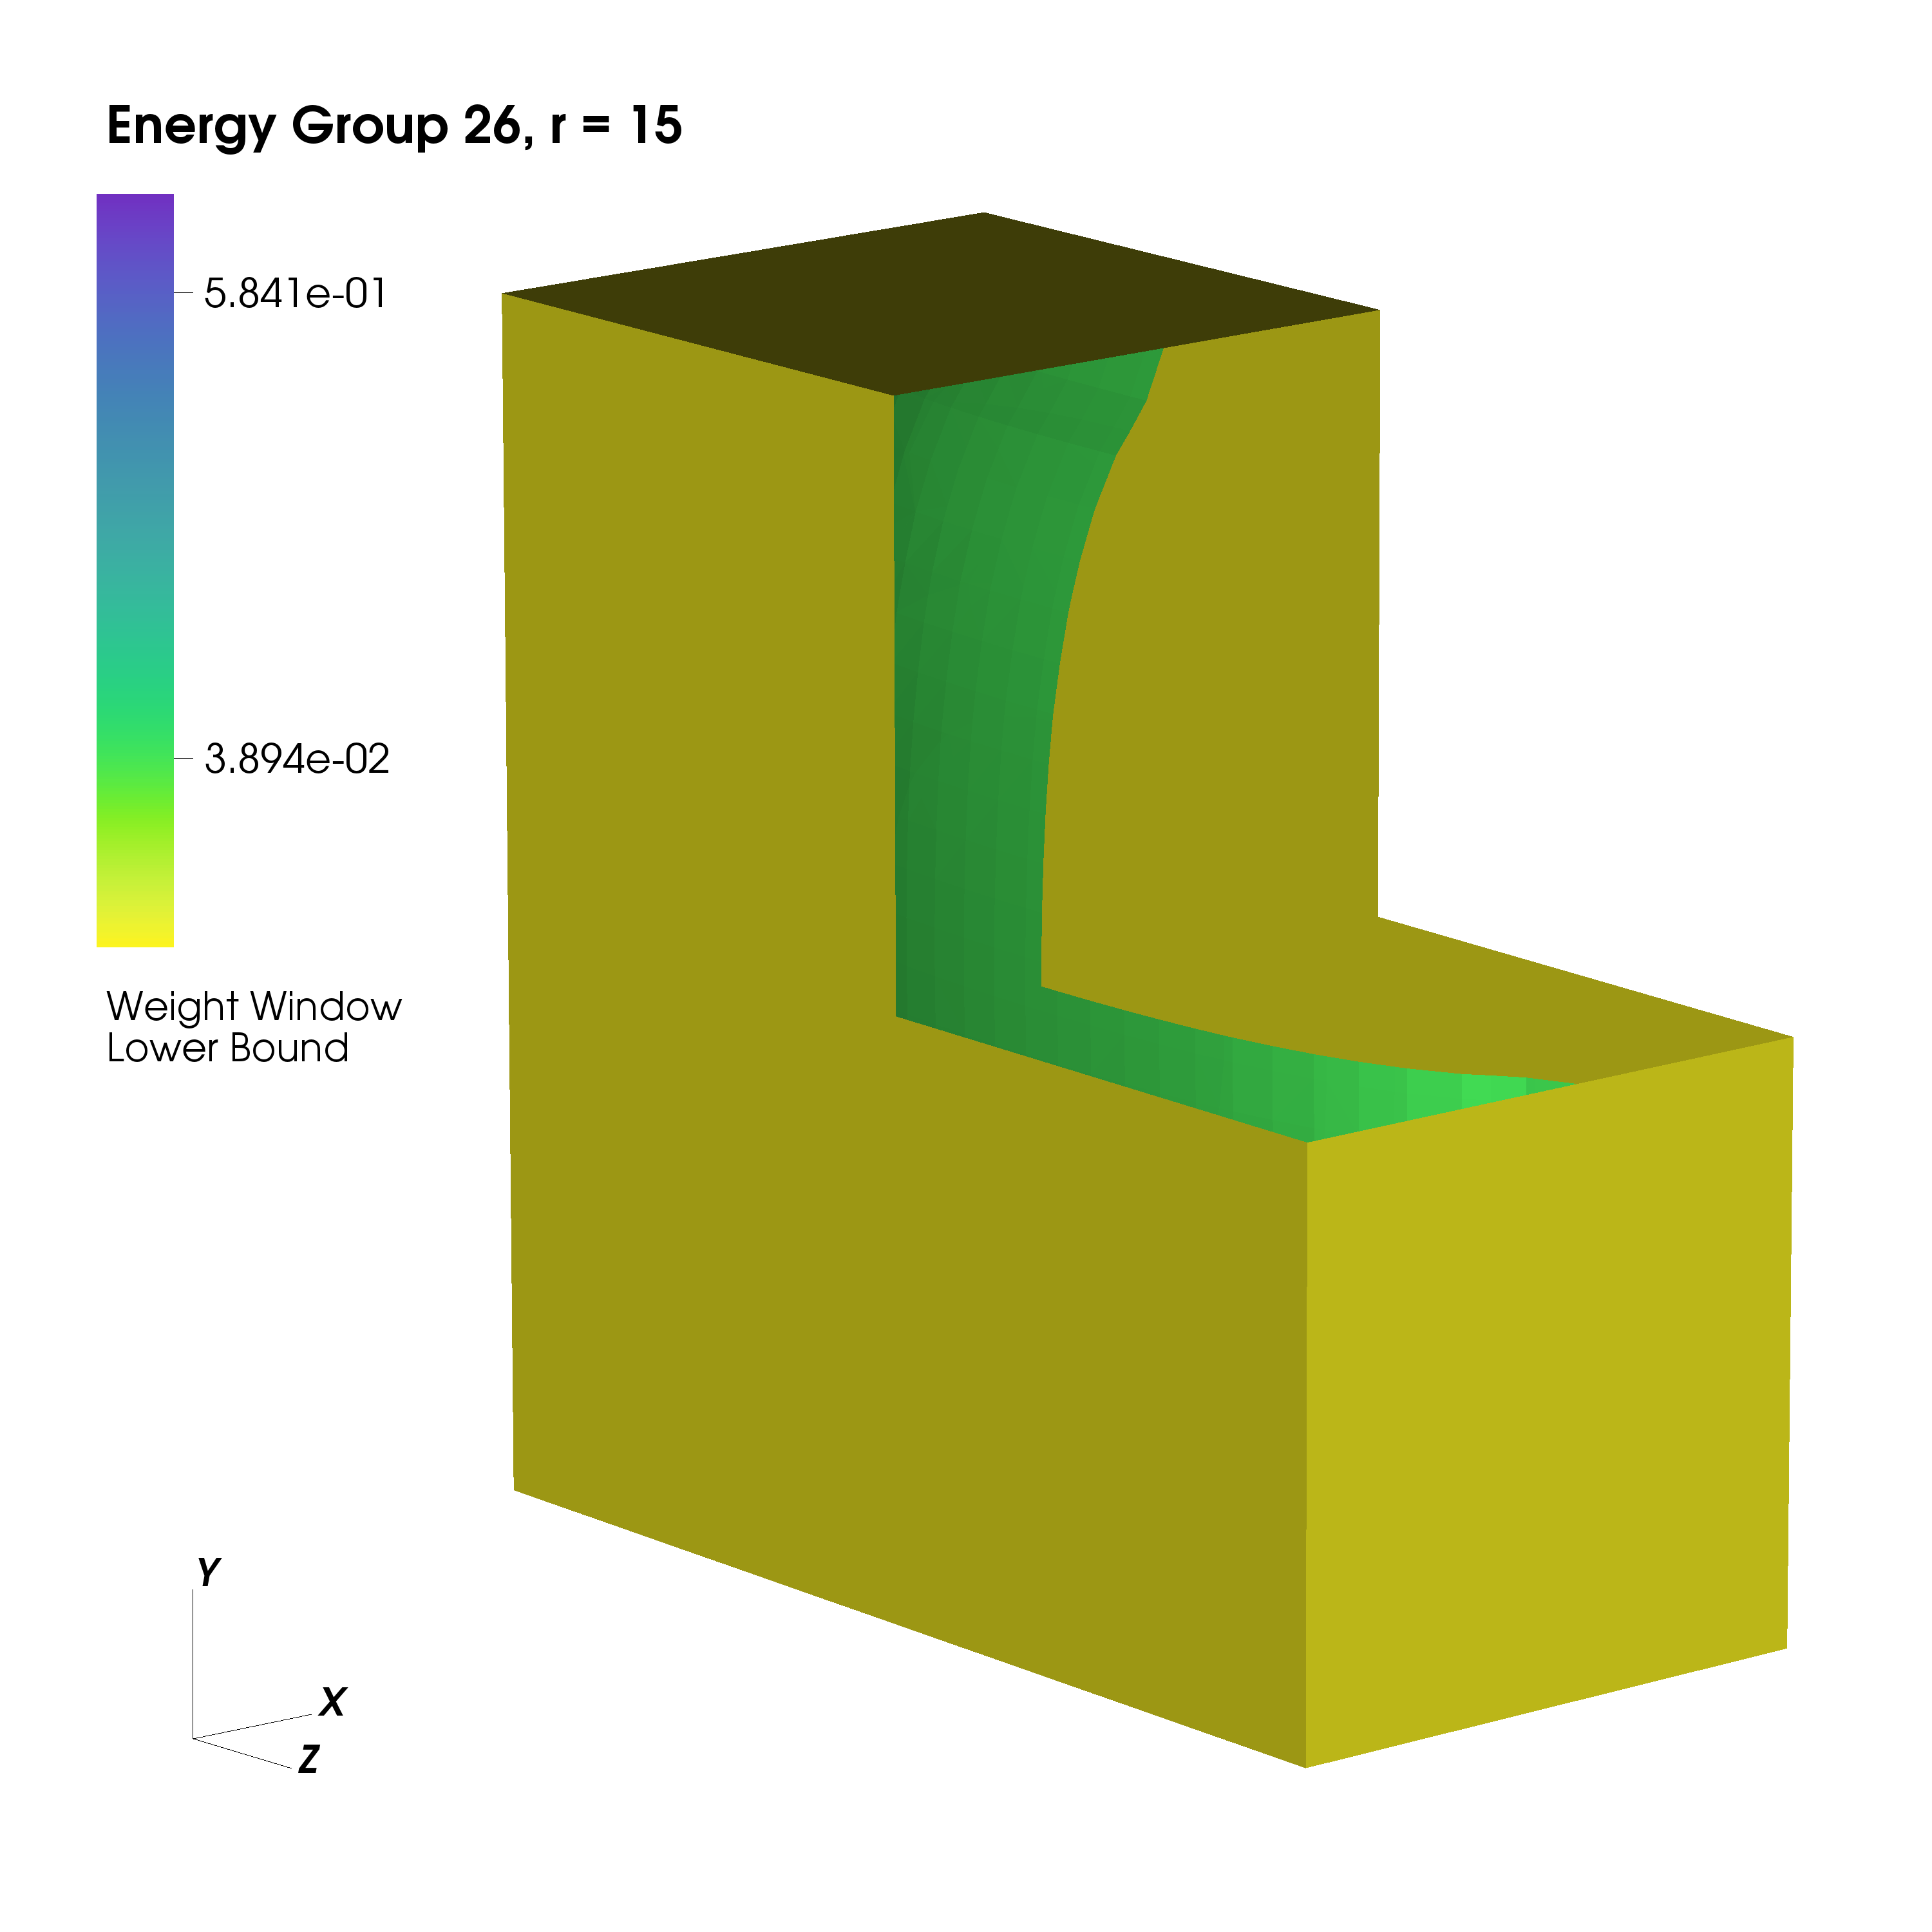 Energy Group 26, r = 15
5.841e-01
3.894e-02
Weight Window
Lower Bound
Y
X
Z